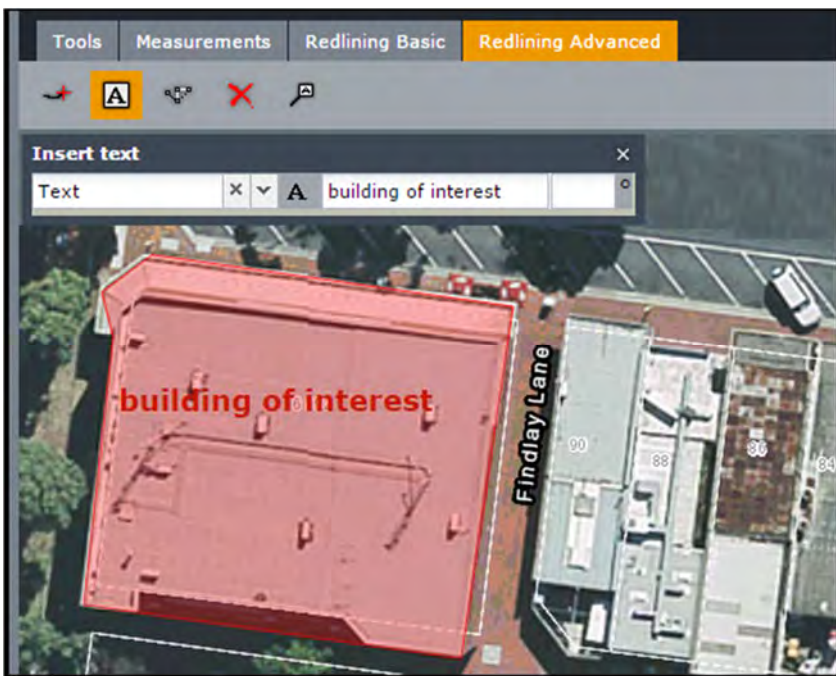 Tools Measurements Redlining Basic Redlining Advanced
A
Insert text ×
Text × A building of interest °
building of interest
6
Findlay Lane
90
88
86
84